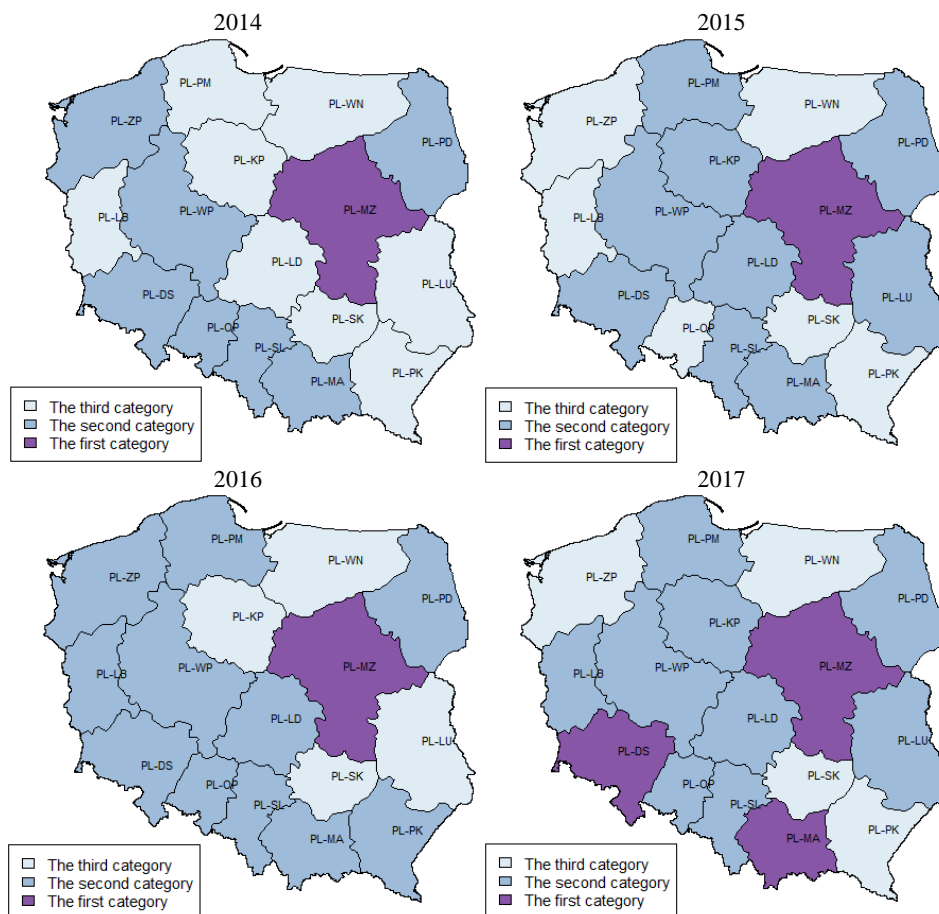 2014
PL-PM
PL-WN
PL-ZP
PL-PD
PL-KP
PL-LB
PL-WP
PL-MZ
PL-LD
PL-LU
PL-DS
PL-SK
PL-OP
PL-SL
PL-MA
PL-PK
The third category
The second category
The first category
2015
PL-PM
PL-WN
PL-ZP
PL-PD
PL-KP
PL-LB
PL-WP
PL-MZ
PL-LD
PL-LU
PL-DS
PL-SK
PL-OP
PL-SL
PL-MA
PL-PK
The third category
The second category
The first category
2016
PL-PM
PL-WN
PL-ZP
PL-PD
PL-KP
PL-LB
PL-WP
PL-MZ
PL-LD
PL-LU
PL-DS
PL-SK
PL-OP
PL-SL
PL-MA
PL-PK
The third category
The second category
The first category
2017
PL-PM
PL-WN
PL-ZP
PL-PD
PL-KP
PL-LB
PL-WP
PL-MZ
PL-LD
PL-LU
PL-DS
PL-SK
PL-OP
PL-SL
PL-MA
PL-PK
The third category
The second category
The first category